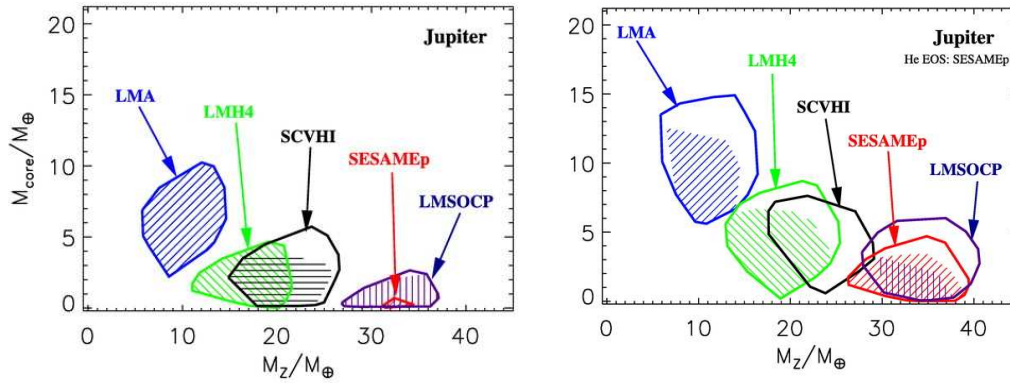 20
15
10
5
0
M_core/M_⊕
Jupiter
LMA
LMH4
SCVHI
SESAMEp
LMSOCP
0 10 20 30 40
M_Z/M_⊕
20
15
10
5
0
Jupiter
He EOS: SESAMEp
LMA
LMH4
SCVHI
SESAMEp
LMSOCP
0 10 20 30 40
M_Z/M_⊕